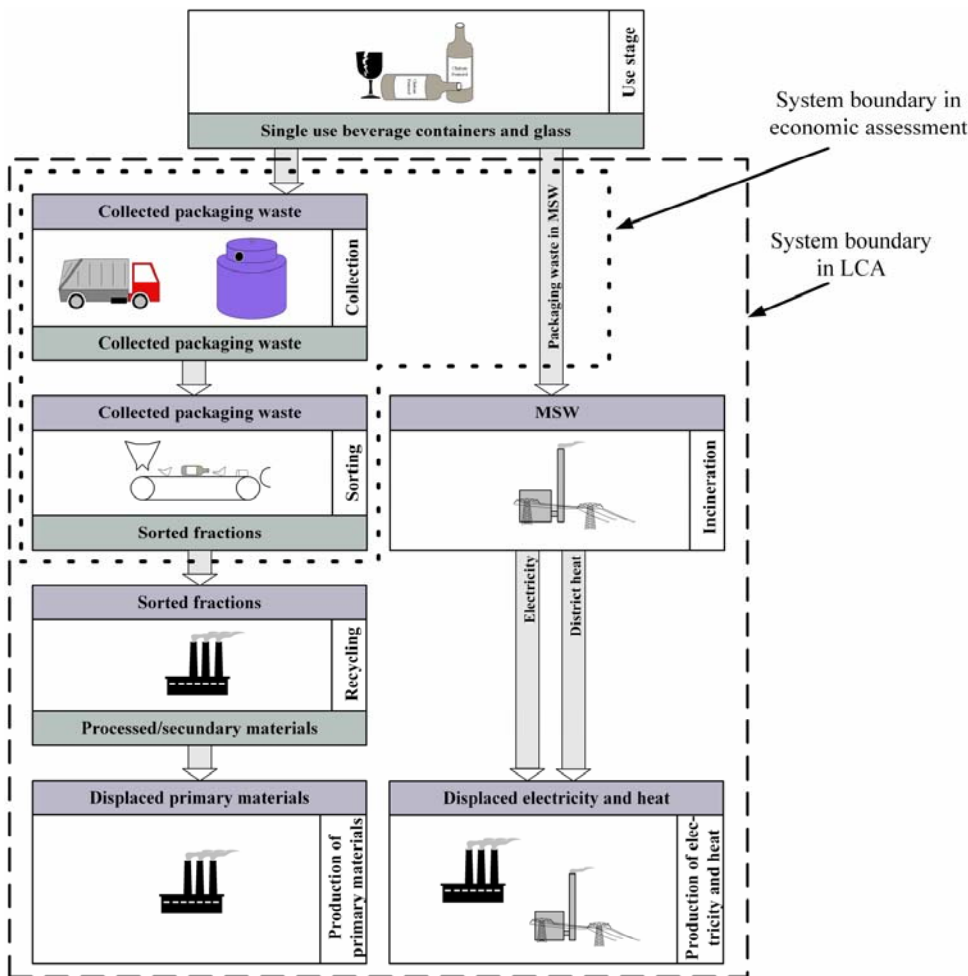 Use stage
Single use beverage containers and glass
System boundary in
economic assessment
System boundary
in LCA
Packaging waste in MSW
Collected packaging waste
Collection
Collected packaging waste
Collected packaging waste
Sorting
Sorted fractions
MSW
Incineration
Electricity
District heat
Sorted fractions
Recycling
Processed/secundary materials
Displaced primary materials
Production of
primary materials
Displaced electricity and heat
Production of elec-
tricity and heat